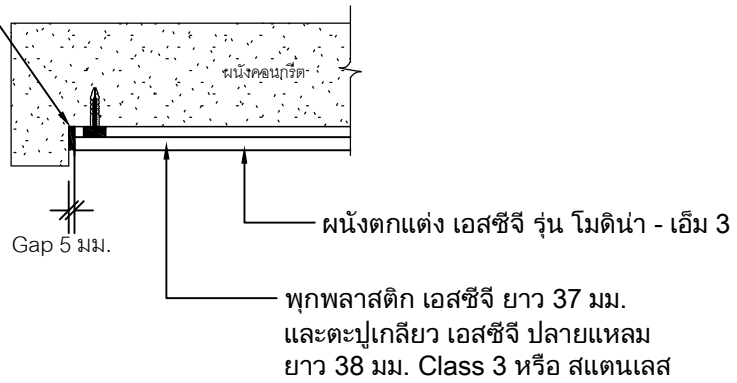 ผนังคอนกรีต
Gap 5 มม.
ผนังตกแต่ง เอสซีจี รุ่น โมดิน่า - เอ็ม 3
พุกพลาสติก เอสซีจี ยาว 37 มม.
และตะปูเกลียว เอสซีจี ปลายแหลม
ยาว 38 มม. Class 3 หรือ สแตนเลส